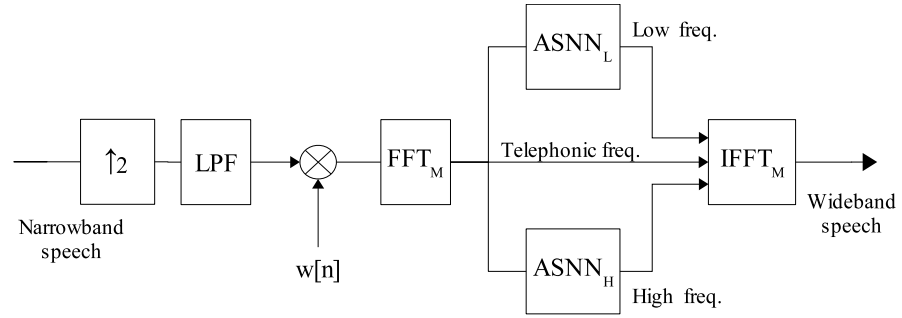 ASNN_L
Low freq.
↑2
LPF
FFT_M
Telephonic freq.
IFFT_M
Narrowband
speech
w[n]
Wideband
speech
ASNN_H
High freq.